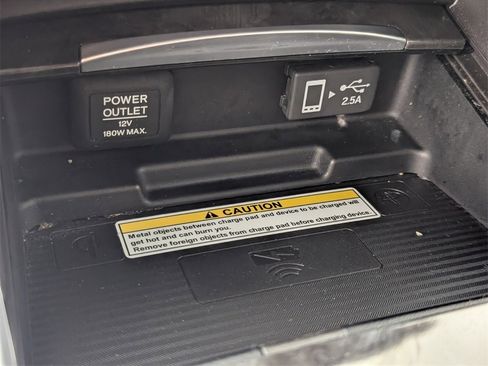 POWER
OUTLET
12V
180W MAX.
2.5A
CAUTION
Metal objects between charge pad and device to be charged will
get hot and can burn you.
Remove foreign objects from charge pad before charging device.